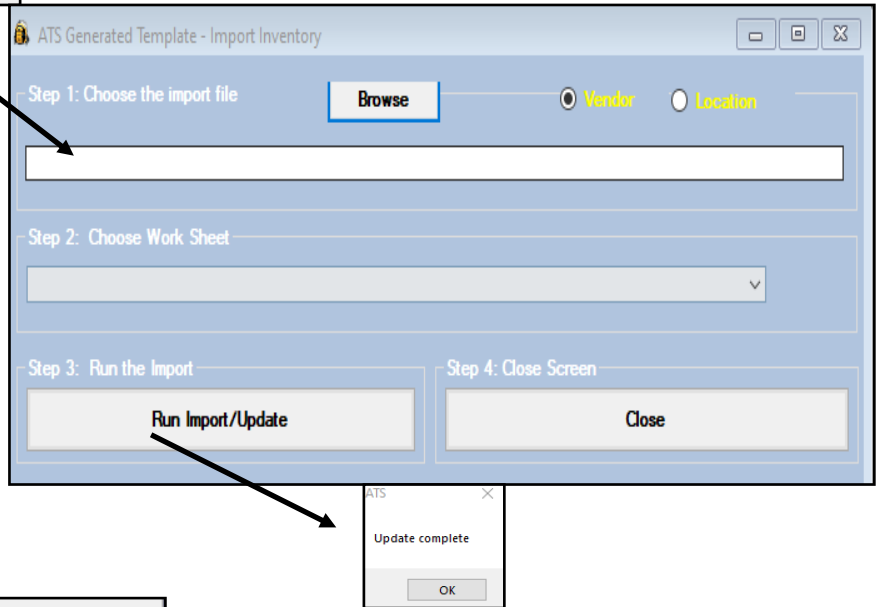 ATS Generated Template - Import Inventory
Step 1: Choose the import file
Browse
Vendor
Location
Step 2: Choose Work Sheet
Step 3: Run the Import
Step 4: Close Screen
Run Import/Update
Close
ATS
Update complete
OK